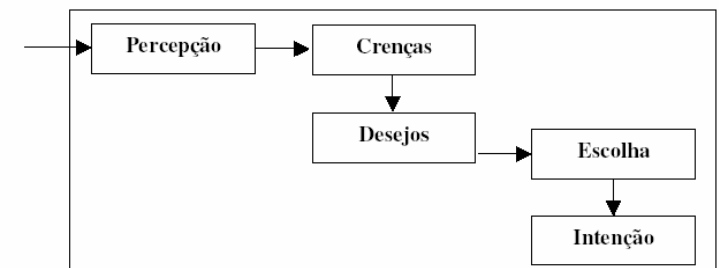 Percepção
Crenças
Desejos
Escolha
Intenção